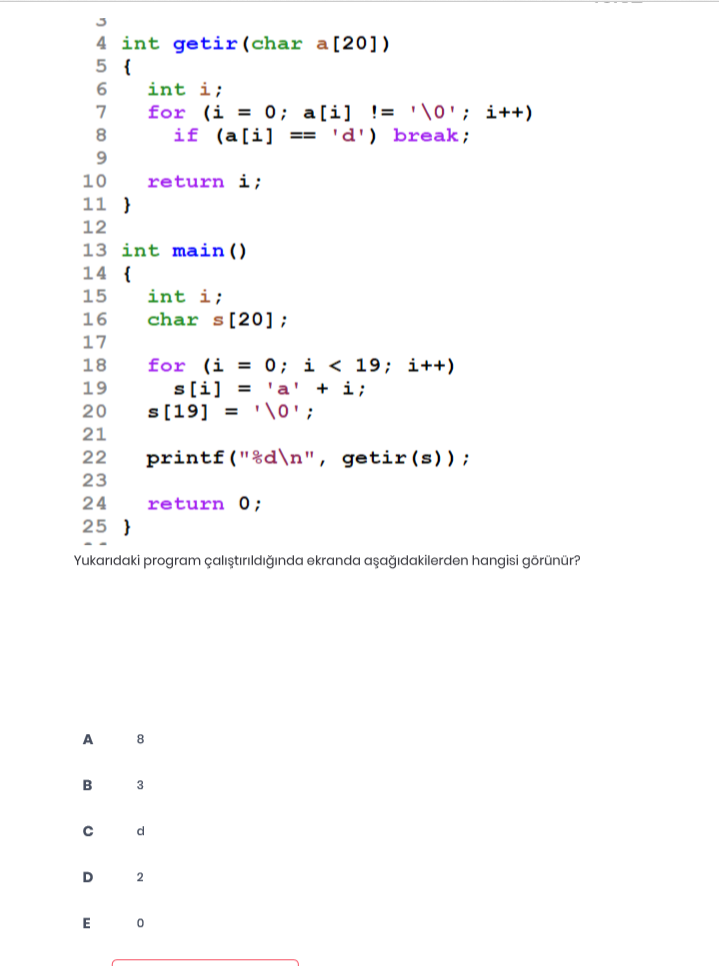 4 int getir(char a[20])
5 {
6 int i;
7 for (i = 0; a[i] != '\0'; i++)
8 if (a[i] == 'd') break;
9
10 return i;
11 }
12
13 int main()
14 {
15 int i;
16 char s[20];
17
18 for (i = 0; i < 19; i++)
19 s[i] = 'a' + i;
20 s[19] = '\0';
21
22 printf("%d\n", getir(s));
23
24 return 0;
25 }
Yukarıdaki program çalıştırıldığında ekranda aşağıdakilerden hangisi görünür?
A 8
B 3
C d
D 2
E 0